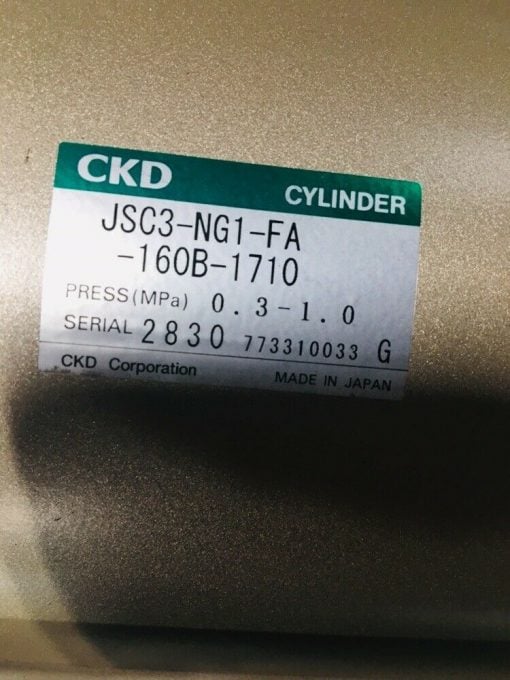 CKD
CYLINDER
JSC3-NG1-FA
-160B-1710
PRESS(MPa) 0.3-1.0
SERIAL 2830 773310033 G
CKD Corporation MADE IN JAPAN